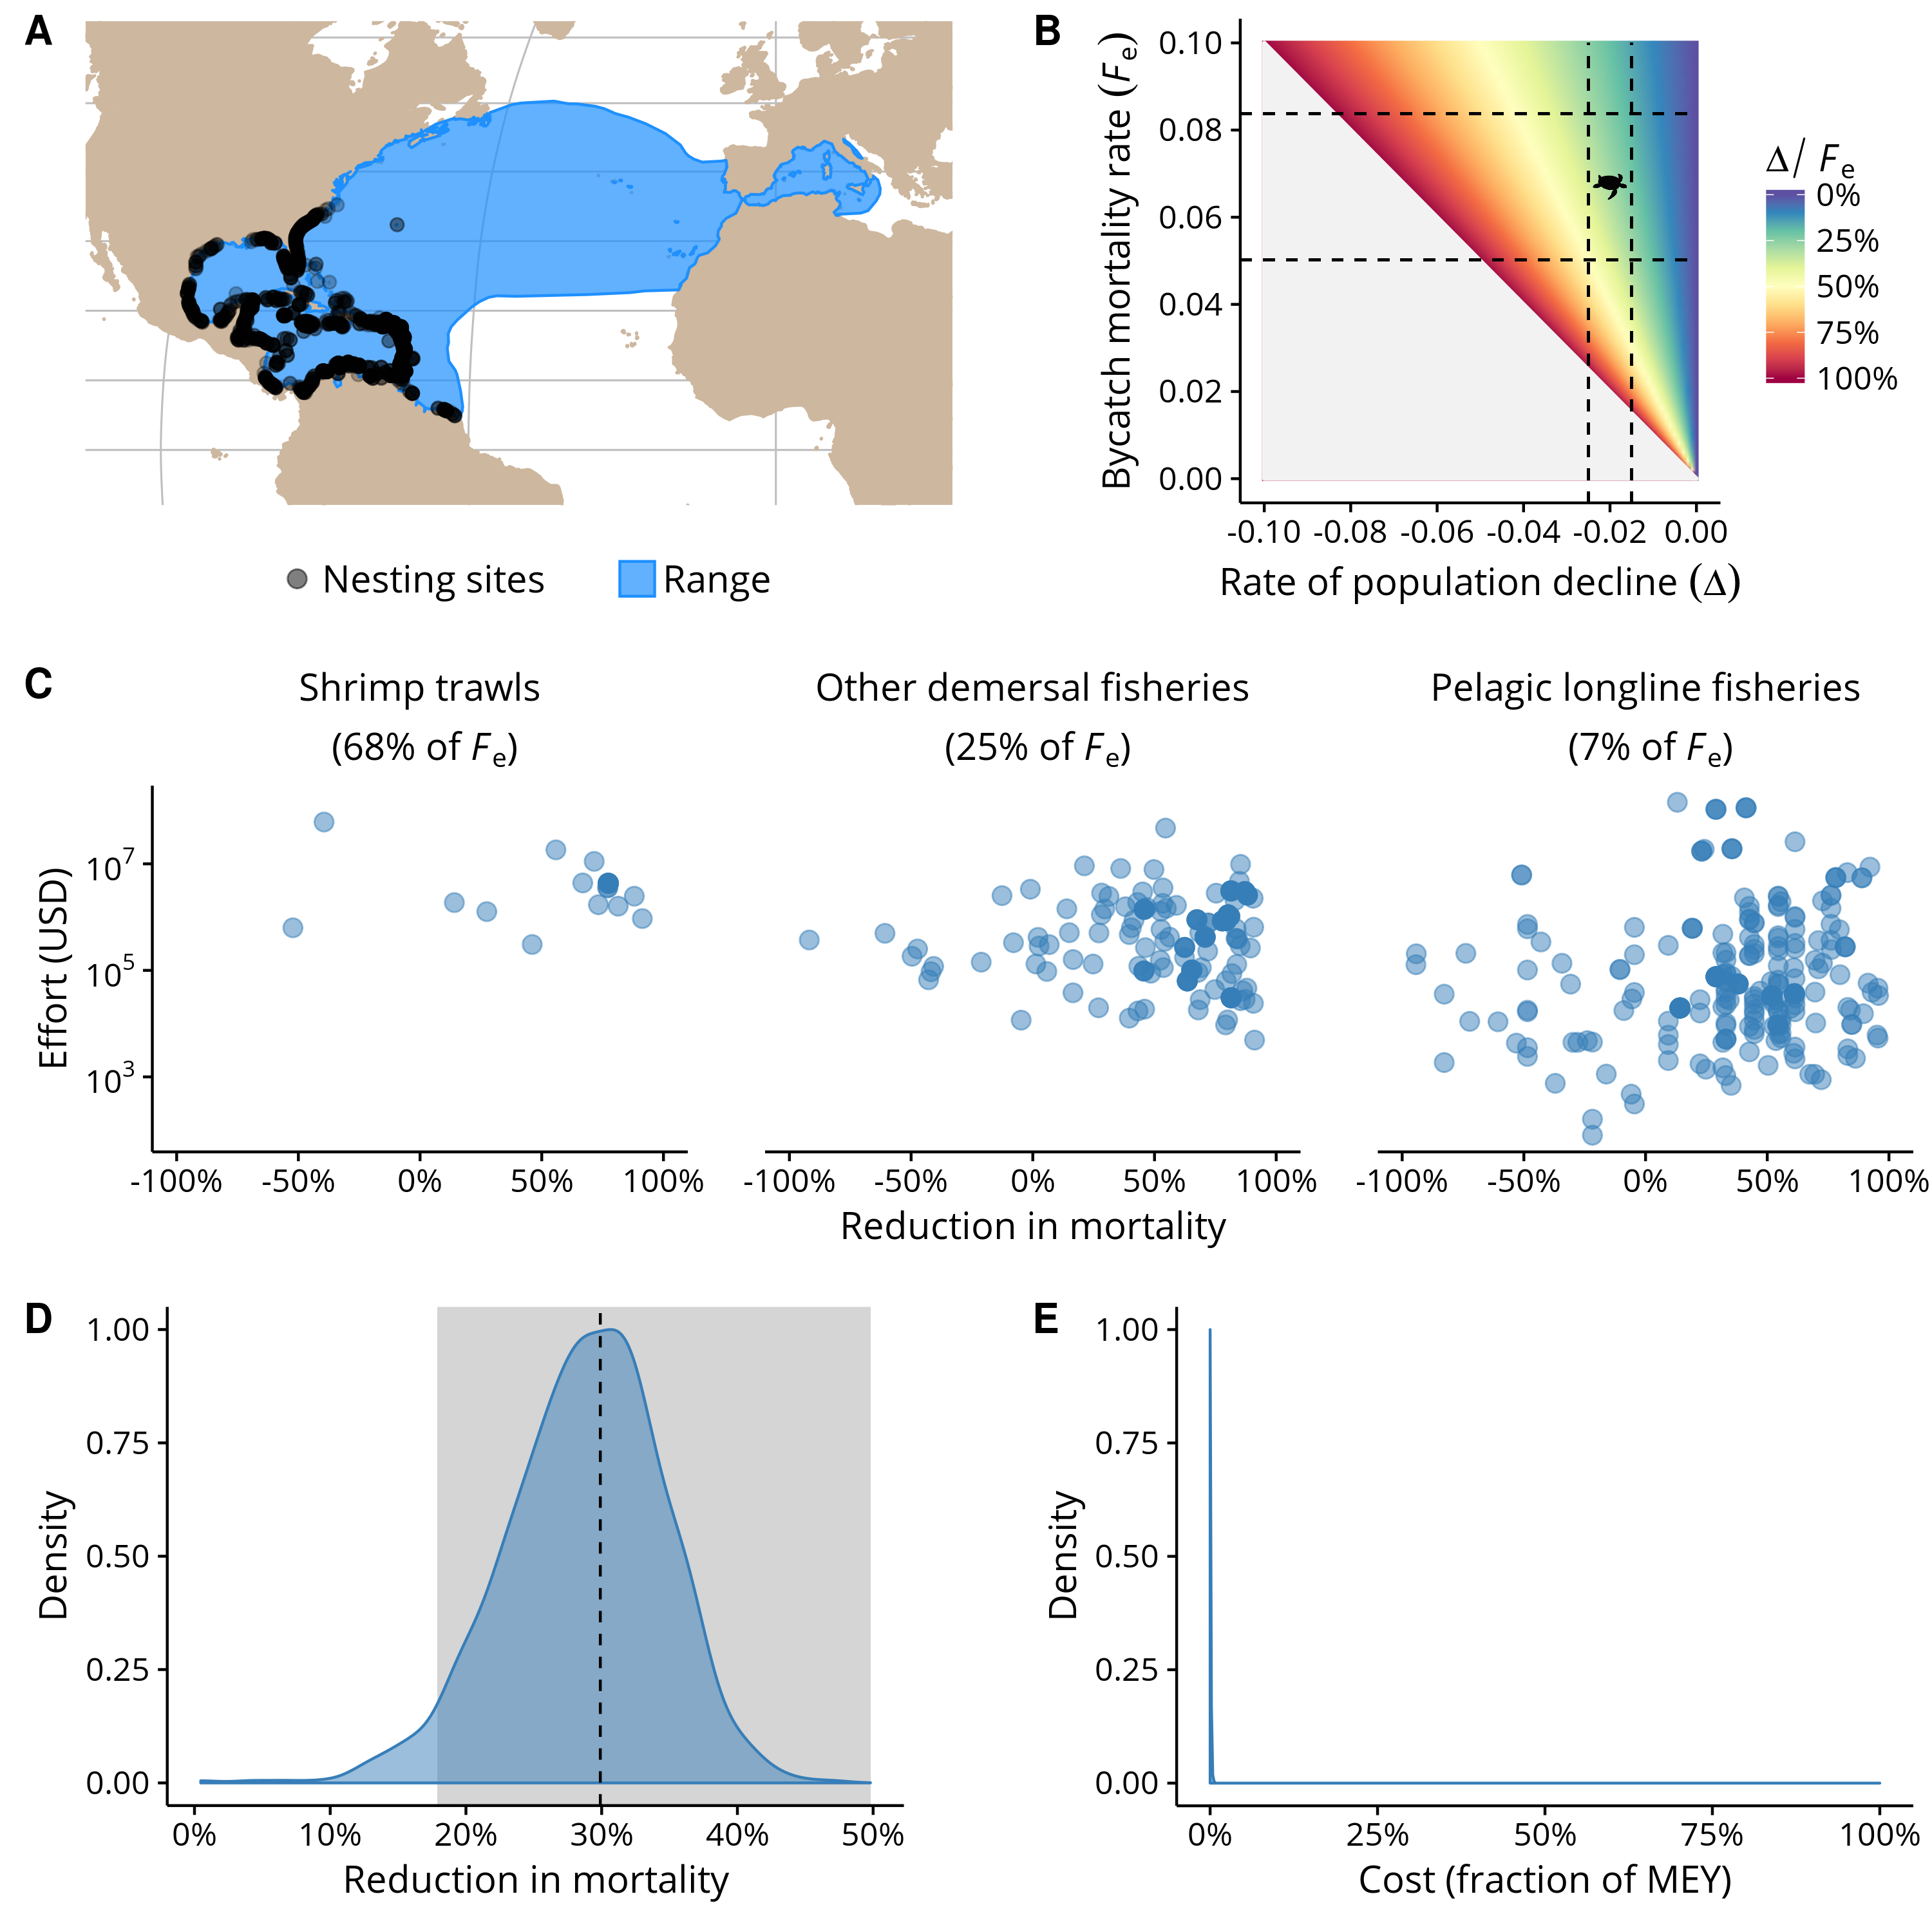 A
Nesting sites
Range
B
Bycatch mortality rate (Fe)
0.10
0.08
0.06
0.04
0.02
0.00
-0.10 -0.08 -0.06 -0.04 -0.02 0.00
Rate of population decline (Δ)
Δ/ Fe
0%
25%
50%
75%
100%
C
Shrimp trawls
(68% of Fe)
Other demersal fisheries
(25% of Fe)
Pelagic longline fisheries
(7% of Fe)
Effort (USD)
10⁷
10⁵
10³
-100% -50% 0% 50% 100%
-100% -50% 0% 50% 100%
-100% -50% 0% 50% 100%
Reduction in mortality
D
Density
1.00
0.75
0.50
0.25
0.00
0% 10% 20% 30% 40% 50%
Reduction in mortality
E
Density
1.00
0.75
0.50
0.25
0.00
0% 25% 50% 75% 100%
Cost (fraction of MEY)